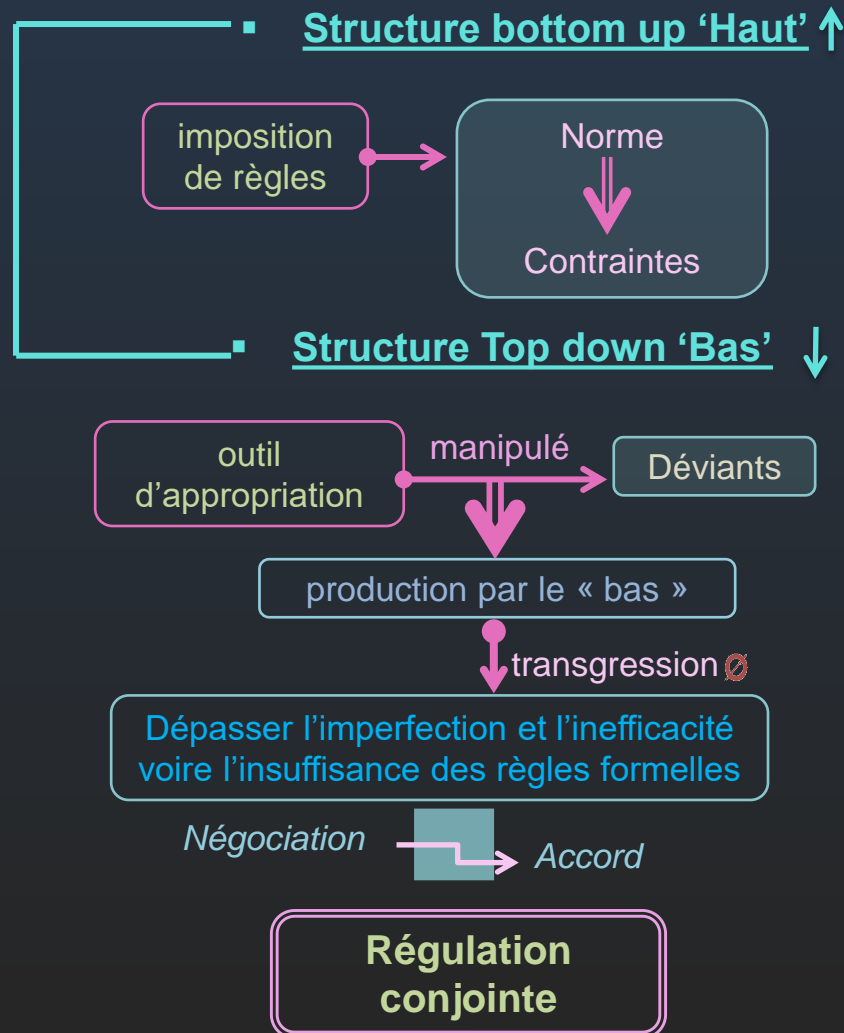 ▪ Structure bottom up ‘Haut’ ↑
imposition
de règles
Norme
Contraintes
▪ Structure Top down ‘Bas’ ↓
outil
d’appropriation
manipulé
Déviants
production par le « bas »
transgression Ø
Dépasser l’imperfection et l’inefficacité
voire l’insuffisance des règles formelles
Négociation
Accord
Régulation
conjointe